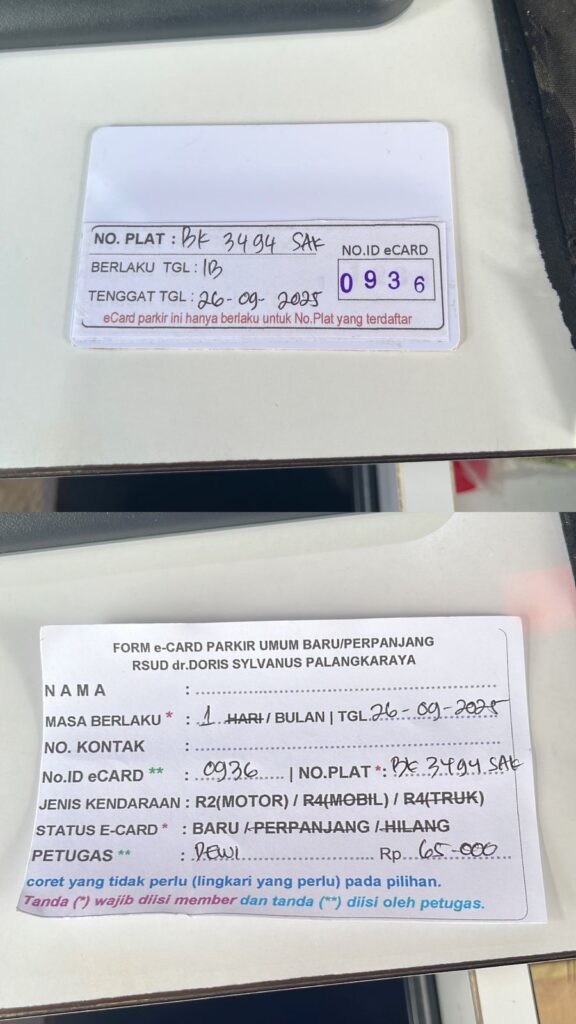 NO. PLAT : BK 3494 SAK
NO.ID eCARD
BERLAKU TGL : 1B
0936
TENGGAT TGL : 26-09-2025
eCard parkir ini hanya berlaku untuk No.Plat yang terdaftar
FORM e-CARD PARKIR UMUM BARU/PERPANJANG
RSUD dr.DORIS SYLVANUS PALANGKARAYA
NAMA :
MASA BERLAKU * : 1 HARI / BULAN | TGL. 26-09-2025
NO. KONTAK :
No.ID eCARD ** : 0936 | NO.PLAT *: BK 3494 SAK
JENIS KENDARAAN : R2(MOTOR) / R4(MOBIL) / R4(TRUK)
STATUS E-CARD * : BARU / PERPANJANG / HILANG
PETUGAS ** : DEWI Rp. 65.000
coret yang tidak perlu (lingkari yang perlu) pada pilihan.
Tanda (*) wajib diisi member dan tanda (**) diisi oleh petugas.